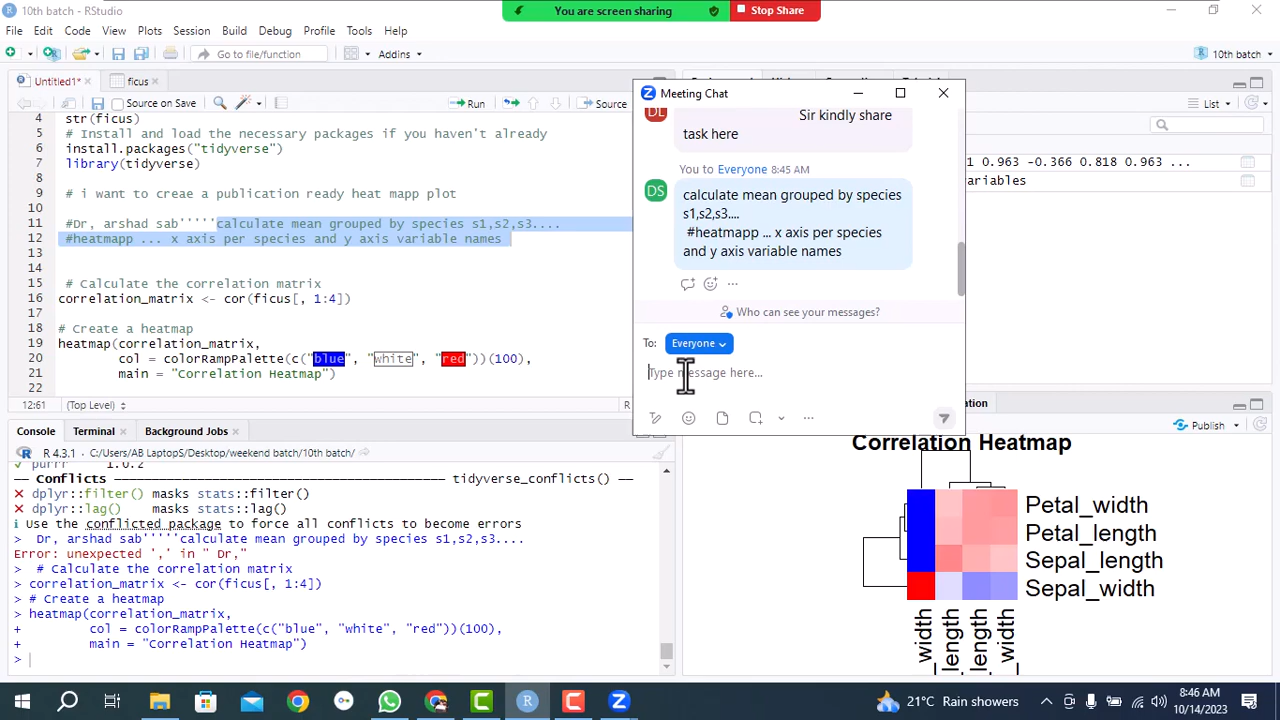 10th batch - RStudio
You are screen sharing
Stop Share
File Edit Code View Plots Session Build Debug Profile Tools Help
Go to file/function
Addins
10th batch
Untitled1* ficus
Source on Save Run Source
4 str(ficus)
5 # Install and load the necessary packages if you haven't already
6 install.packages("tidyverse")
7 library(tidyverse)
8
9 # i want to creae a publication ready heat mapp plot
10
11 #Dr, arshad sab'''''calculate mean grouped by species s1,s2,s3....
12 #heatmapp ... x axis per species and y axis variable names
13
14
15 # Calculate the correlation matrix
16 correlation_matrix <- cor(ficus[, 1:4])
17
18 # Create a heatmap
19 heatmap(correlation_matrix,
20 col = colorRampPalette(c("blue", "white", "red"))(100),
21 main = "Correlation Heatmap")
22
12:61 (Top Level) R
Console Terminal Background Jobs
R 4.3.1 · C:/Users/AB LaptopS/Desktop/weekend batch/10th batch/
✓ purrr 1.0.2
── Conflicts ────────────────────────── tidyverse_conflicts() ──
✗ dplyr::filter() masks stats::filter()
✗ dplyr::lag() masks stats::lag()
ℹ Use the conflicted package to force all conflicts to become errors
> Dr, arshad sab'''''calculate mean grouped by species s1,s2,s3....
Error: unexpected ',' in " Dr,"
> # Calculate the correlation matrix
> correlation_matrix <- cor(ficus[, 1:4])
> # Create a heatmap
> heatmap(correlation_matrix,
+ col = colorRampPalette(c("blue", "white", "red"))(100),
+ main = "Correlation Heatmap")
>
Meeting Chat
DL
Sir kindly share
task here
You to Everyone 8:45 AM
DS
calculate mean grouped by species
s1,s2,s3....
#heatmapp ... x axis per species
and y axis variable names
Who can see your messages?
To: Everyone
Type message here...
List
1 0.963 -0.366 0.818 0.963 ...
Publish
Correlation Heatmap
Petal_width
Petal_length
Sepal_length
Sepal_width
_width
length
length
_width
21°C Rain showers
8:46 AM
10/14/2023